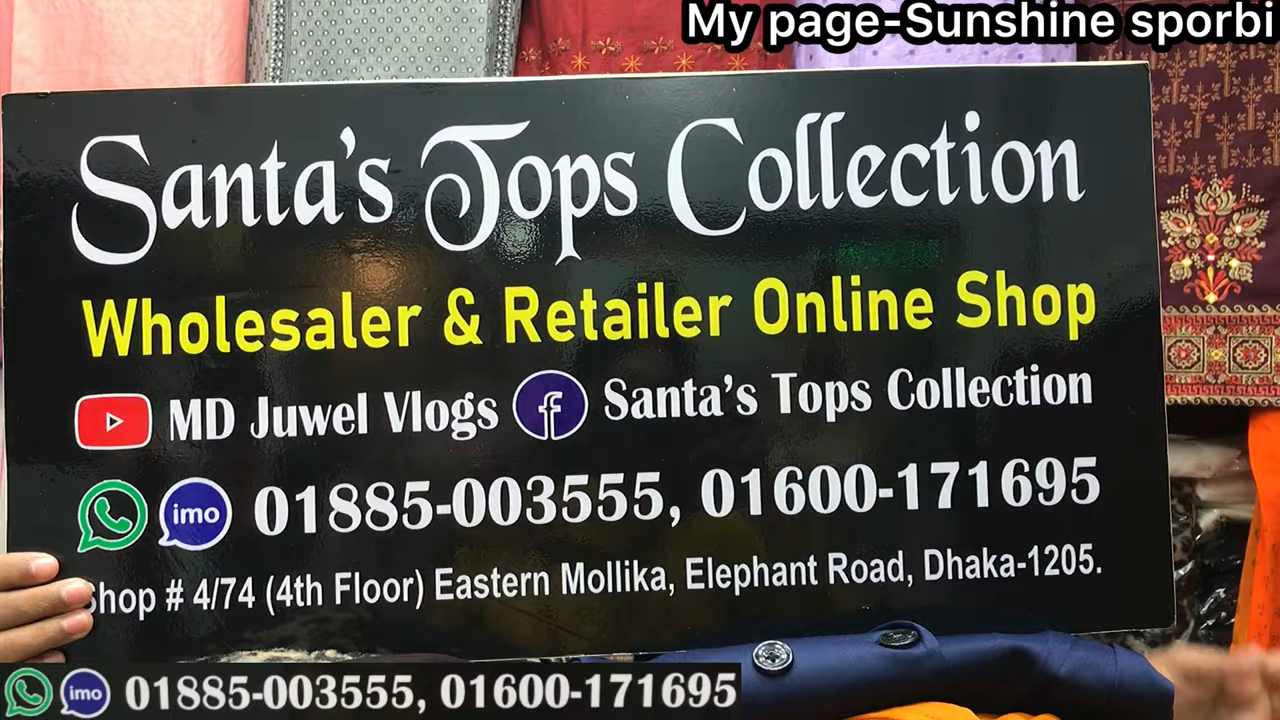 My page-Sunshine sporbi
Santa's Tops Collection
Wholesaler & Retailer Online Shop
MD Juwel Vlogs f Santa's Tops Collection
imo 01885-003555, 01600-171695
Shop # 4/74 (4th Floor) Eastern Mollika, Elephant Road, Dhaka-1205.
imo 01885-003555, 01600-171695